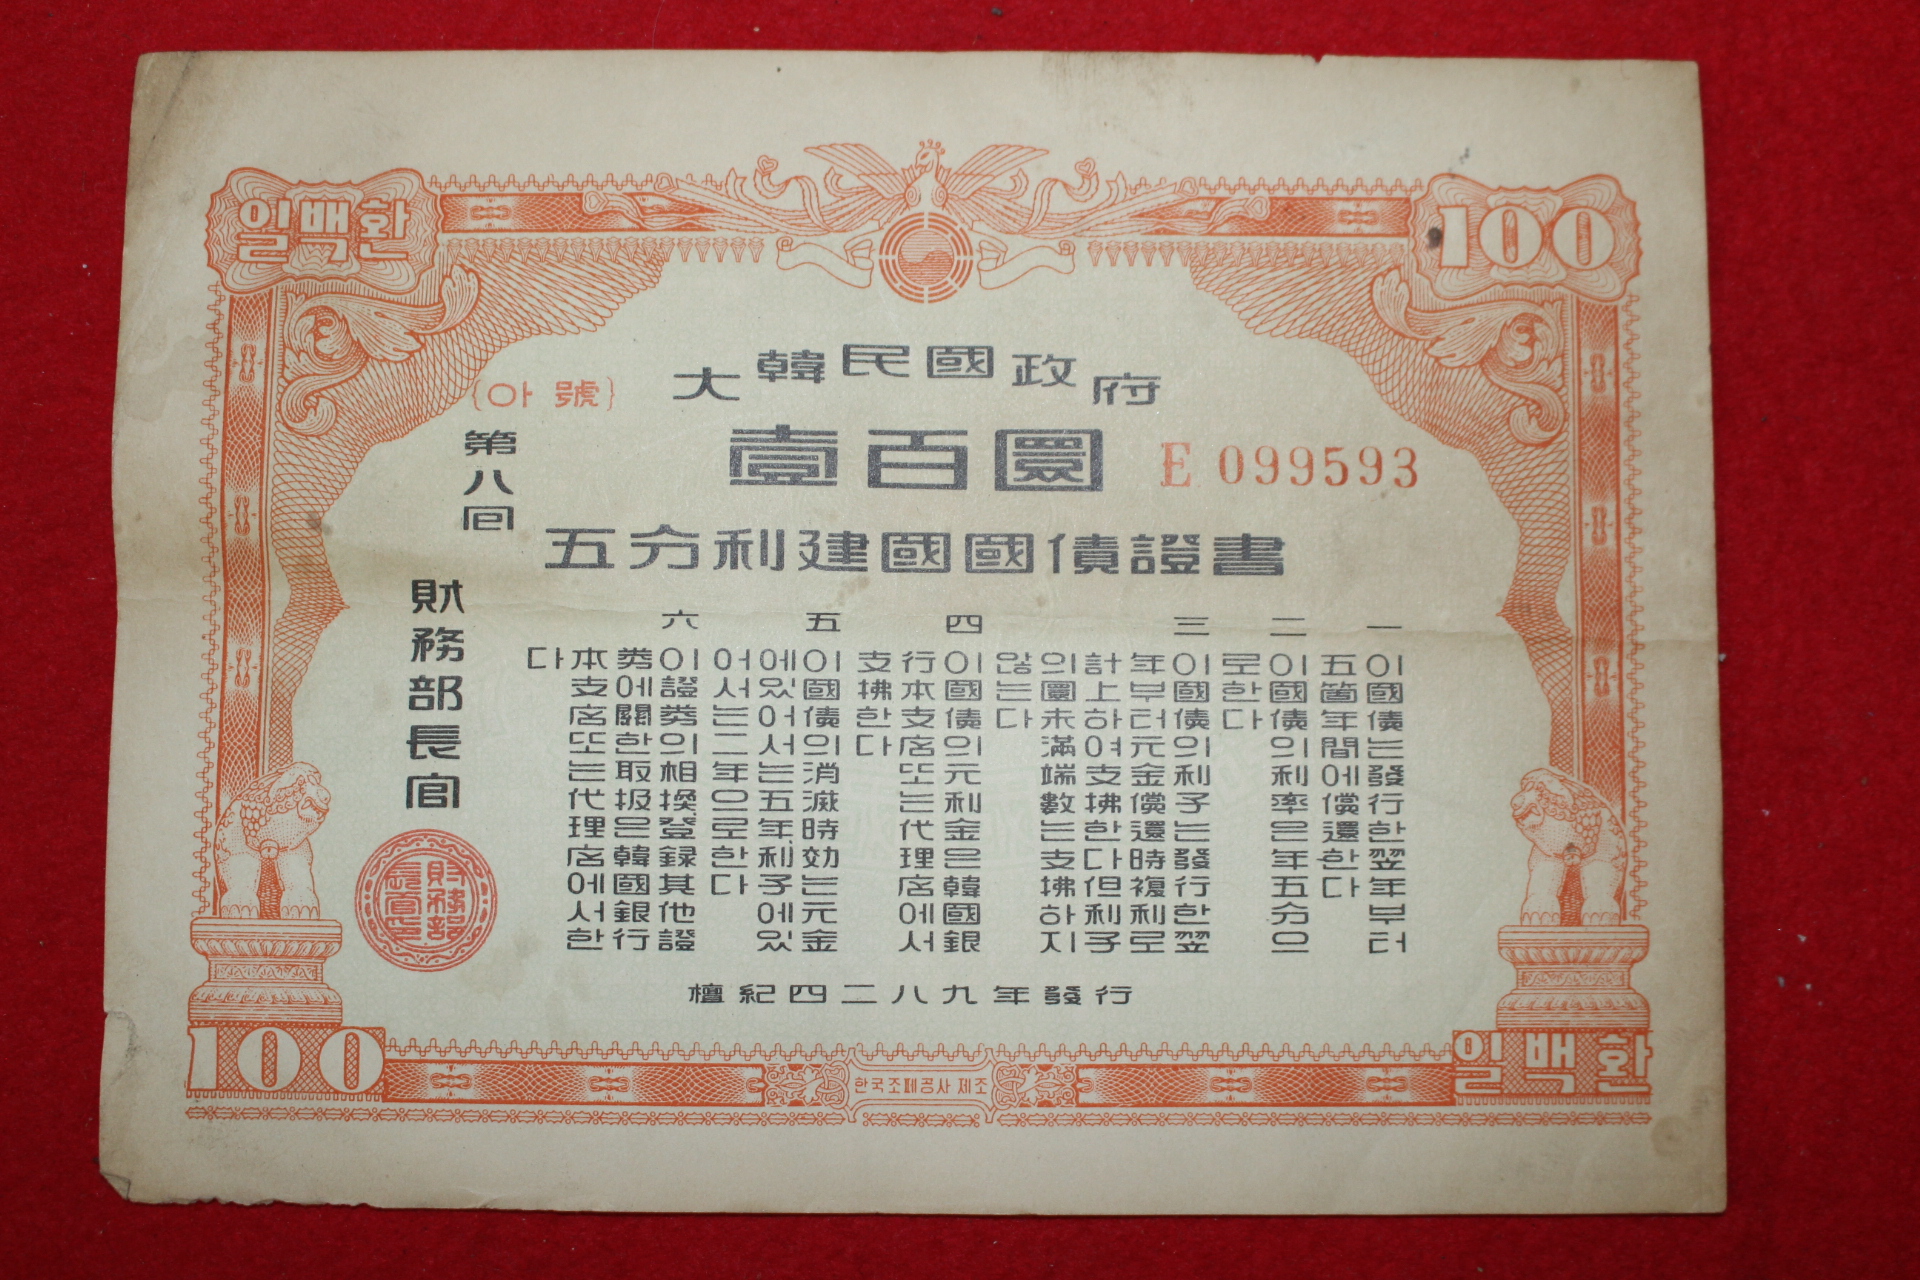 일백환
100
大韓民國政府
{아 號}
壹百圜
E 099593
第八回
五分利建國國債證書
財務部長官
財務部長官之印
一 이國債는發行한翌年부터
五箇年間에償還한다
二 이國債의利率은年五分으
로한다
三 이國債의利子는發行한翌
年부터元金償還時複利로
計上하여支拂한다但利子
의圜未滿端數는支拂하지
않는다
四 이國債의元利金은韓國銀
行本支店또는代理店에서
支拂한다
五 이國債의消滅時効는元金
에있어서는五年利子에있
어서는二年으로한다
六 이證券의相換登録其他證
券에關한取扱은韓國銀行
本支店또는代理店에서한
다
檀紀四二八九年發行
100
한국조폐공사 제조
일백환